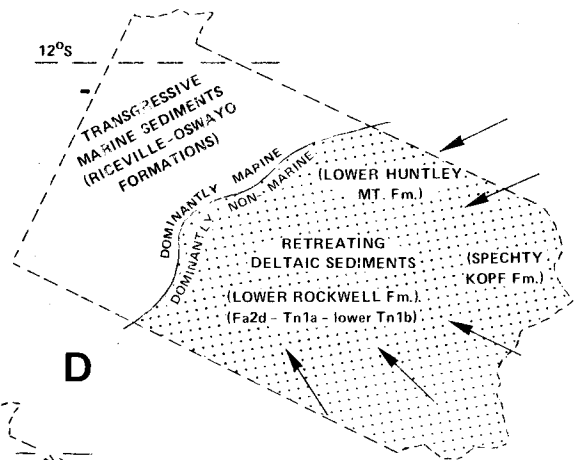 12°S
TRANSGRESSIVE
MARINE SEDIMENTS
(RICEVILLE-OSWAYO
FORMATIONS)
DOMINANTLY MARINE
DOMINANTLY NON-MARINE
(LOWER HUNTLEY
MT. Fm.)
RETREATING
DELTAIC SEDIMENTS
(SPECHTY
KOPF Fm.)
(LOWER ROCKWELL Fm.)
(Fa2d - Tn1a - lower Tn1b)
D